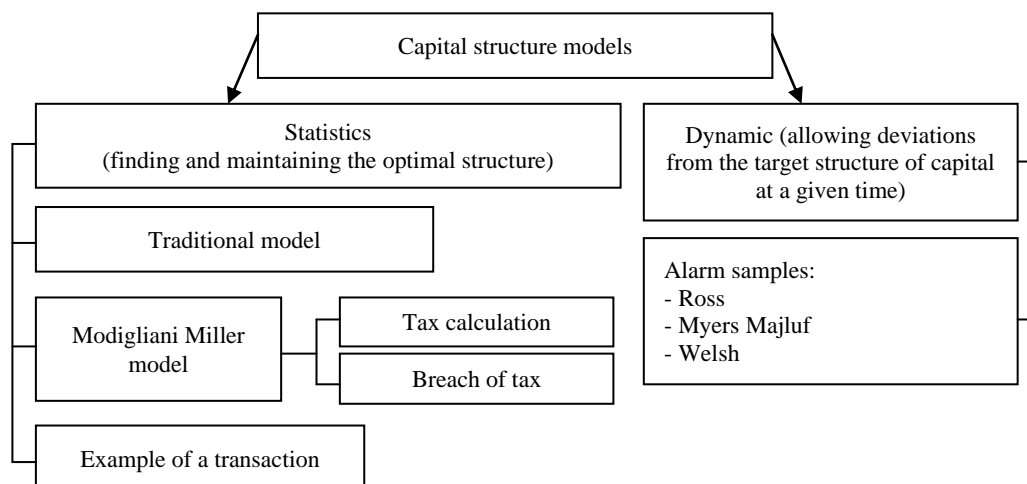 Capital structure models
Statistics
(finding and maintaining the optimal structure)
Dynamic (allowing deviations
from the target structure of capital
at a given time)
Traditional model
Alarm samples:
- Ross
- Myers Majluf
- Welsh
Modigliani Miller
model
Tax calculation
Breach of tax
Example of a transaction